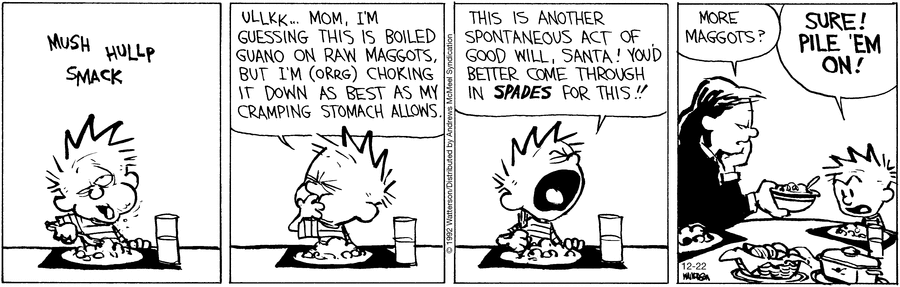 MUSH HULLP
SMACK
ULLKK... MOM, I'M
GUESSING THIS IS BOILED
GUANO ON RAW MAGGOTS,
BUT I'M (ORRG) CHOKING
IT DOWN AS BEST AS MY
CRAMPING STOMACH ALLOWS.
© 1992 Watterson/Distributed by Andrews McMeel Syndication
THIS IS ANOTHER
SPONTANEOUS ACT OF
GOOD WILL, SANTA! YOU'D
BETTER COME THROUGH
IN SPADES FOR THIS!!
MORE
MAGGOTS?
SURE!
PILE 'EM
ON!
12-22
WATTERSON